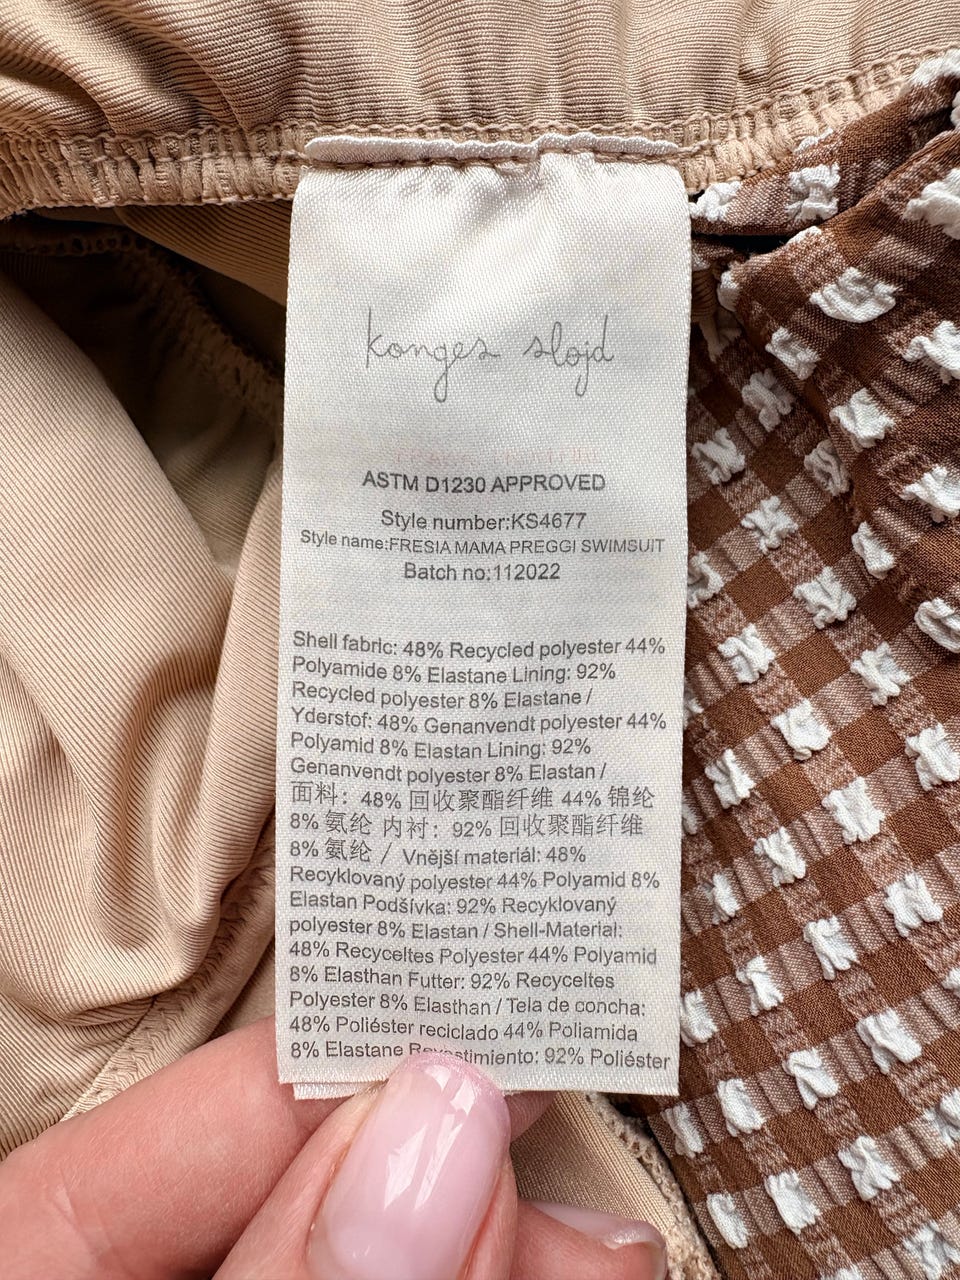 konges sløjd
ASTM D1230 APPROVED
Style number:KS4677
Style name:FRESIA MAMA PREGGI SWIMSUIT
Batch no:112022
Shell fabric: 48% Recycled polyester 44%
Polyamide 8% Elastane Lining: 92%
Recycled polyester 8% Elastane /
Yderstof: 48% Genanvendt polyester 44%
Polyamid 8% Elastan Lining: 92%
Genanvendt polyester 8% Elastan /
面料：48% 回收聚酯纤维 44% 锦纶
8% 氨纶 内衬：92% 回收聚酯纤维
8% 氨纶 / Vnější materiál: 48%
Recyklovaný polyester 44% Polyamid 8%
Elastan Podšívka: 92% Recyklovaný
polyester 8% Elastan / Shell-Material:
48% Recyceltes Polyester 44% Polyamid
8% Elasthan Futter: 92% Recyceltes
Polyester 8% Elasthan / Tela de concha:
48% Poliéster reciclado 44% Poliamida
8% Elastane Revestimiento: 92% Poliéster